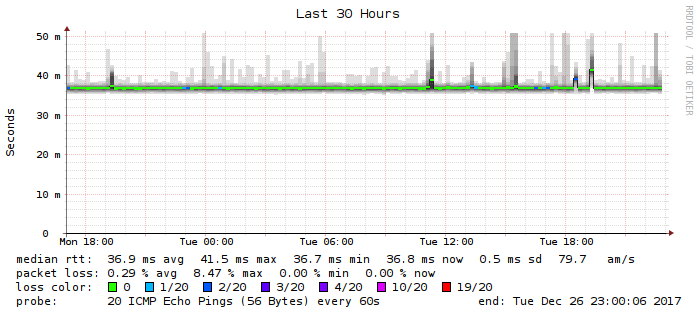 Last 30 Hours
RRDTOOL / TOBI OETIKER
Seconds
50 m
40 m
30 m
20 m
10 m
0
Mon 18:00 Tue 00:00 Tue 06:00 Tue 12:00 Tue 18:00
median rtt: 36.9 ms avg 41.5 ms max 36.7 ms min 36.8 ms now 0.5 ms sd 79.7 am/s
packet loss: 0.29 % avg 8.47 % max 0.00 % min 0.00 % now
loss color: 0 1/20 2/20 3/20 4/20 10/20 19/20
probe: 20 ICMP Echo Pings (56 Bytes) every 60s end: Tue Dec 26 23:00:06 2017